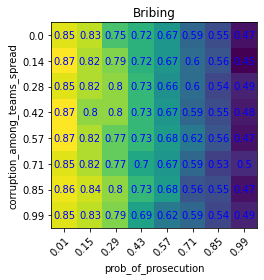 Bribing
corruption_among_teams_spread
0.0 0.85 0.83 0.75 0.72 0.67 0.59 0.55 0.47
0.14 0.87 0.82 0.79 0.72 0.67 0.6 0.56
0.28 0.85 0.82 0.8 0.73 0.66 0.6 0.54 0.49
0.42 0.87 0.8 0.8 0.73 0.67 0.59 0.55 0.48
0.57 0.87 0.82 0.77 0.73 0.68 0.62 0.56 0.47
0.71 0.85 0.82 0.77 0.7 0.67 0.59 0.53 0.5
0.85 0.86 0.84 0.8 0.73 0.68 0.56 0.55 0.47
0.99 0.85 0.83 0.79 0.69 0.62 0.59 0.54 0.49
0.01 0.15 0.29 0.43 0.57 0.71 0.85 0.99
prob_of_prosecution